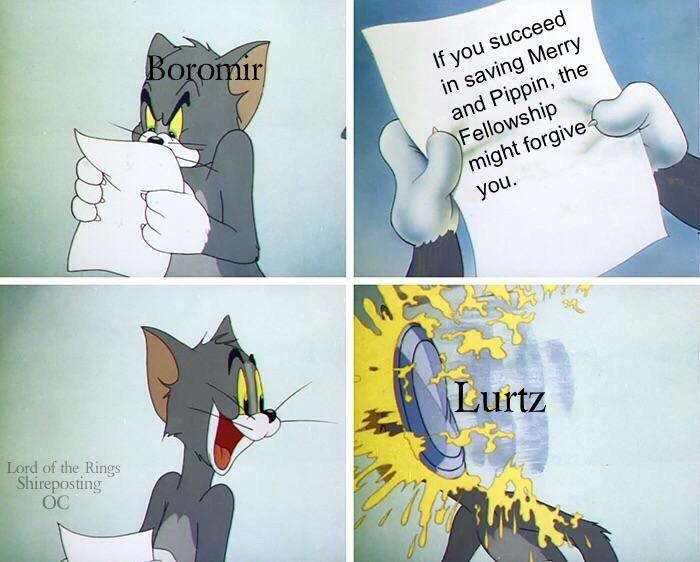 Boromir
If you succeed
in saving Merry
and Pippin, the
Fellowship
might forgive
you.
Lord of the Rings
Shireposting
OC
Lurtz